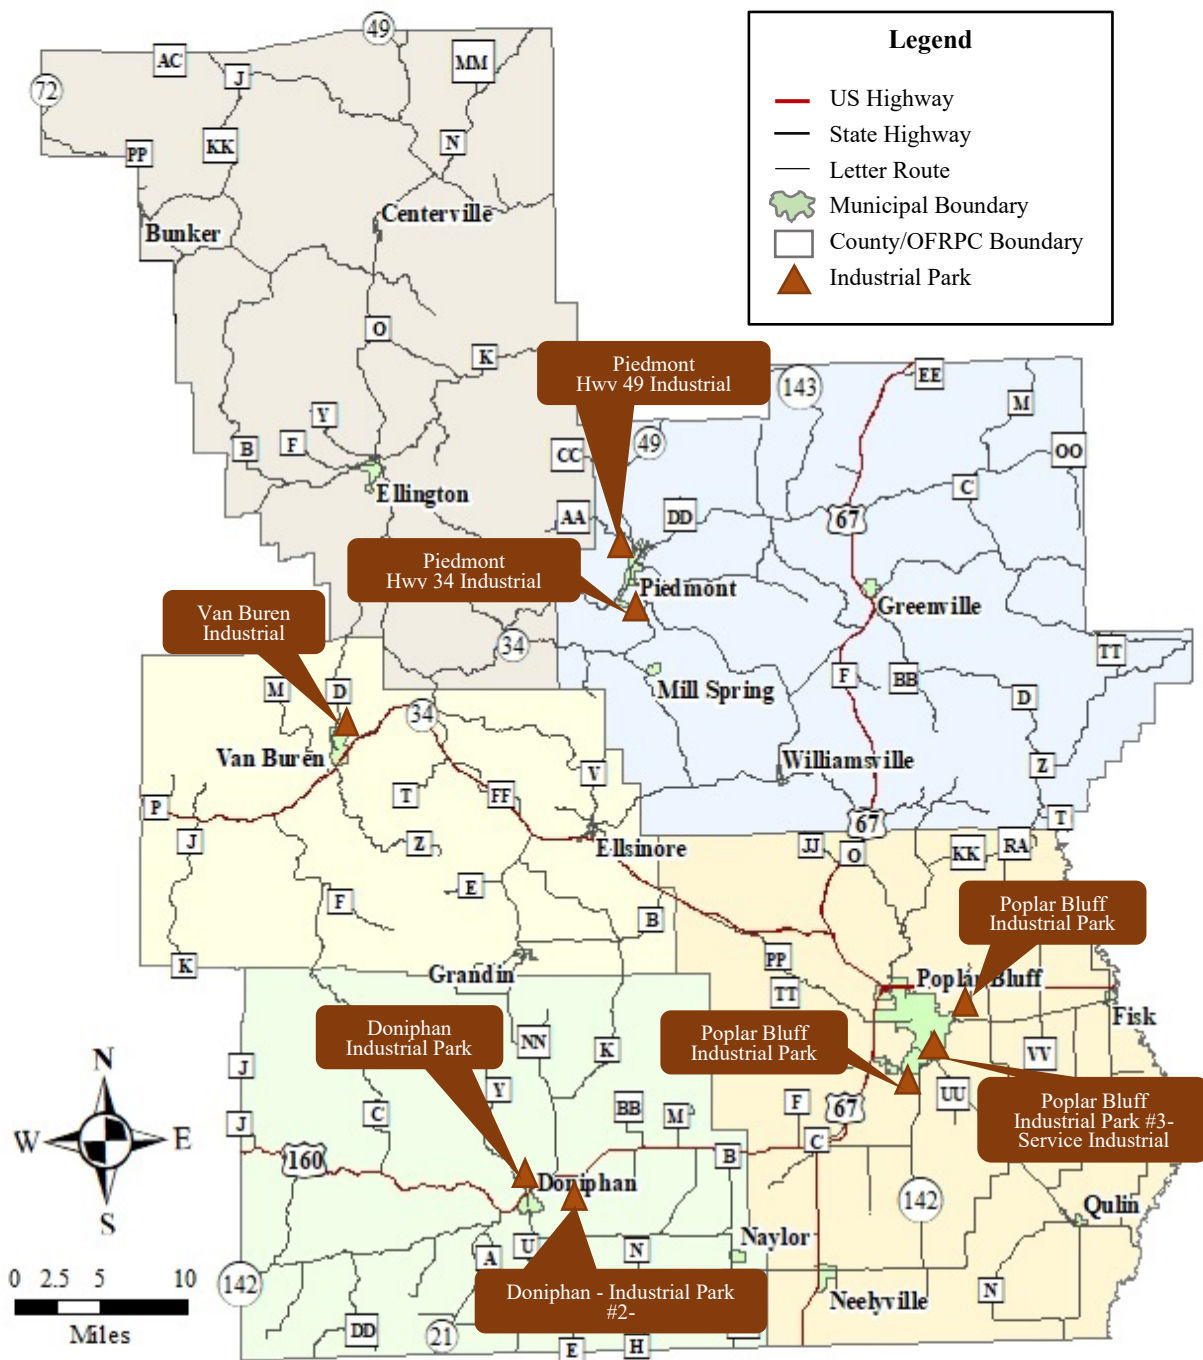 Legend
US Highway
State Highway
Letter Route
Municipal Boundary
County/OFRPC Boundary
Industrial Park
49
AC
J
MM
72
N
PP
KK
Centerville
Bunker
O
K
Piedmont
Hwv 49 Industrial
143
EE
M
Y
F
B
49
CC
OO
C
Ellington
AA
DD
67
Piedmont
Hwv 34 Industrial
Piedmont
Greenville
Van Buren
Industrial
34
TT
M
D
Mill Spring
F
BB
D
34
Van Buren
Williamsville
V
Z
P
T
FF
67
T
J
Z
Ellsinore
JJ
O
KK
RA
E
F
B
Poplar Bluff
Industrial Park
K
Grandin
PP
TT
Poplar Bluff
Fisk
Doniphan
Industrial Park
NN
K
Poplar Bluff
Industrial Park
VV
N
W
E
S
J
J
C
Y
BB
M
F
67
UU
Poplar Bluff
Industrial Park #3-
Service Industrial
160
B
C
Doniphan
142
Qulin
U
A
N
Naylor
0 2.5 5 10
Miles
142
Doniphan - Industrial Park
#2-
Neelyville
N
DD
21
E
H